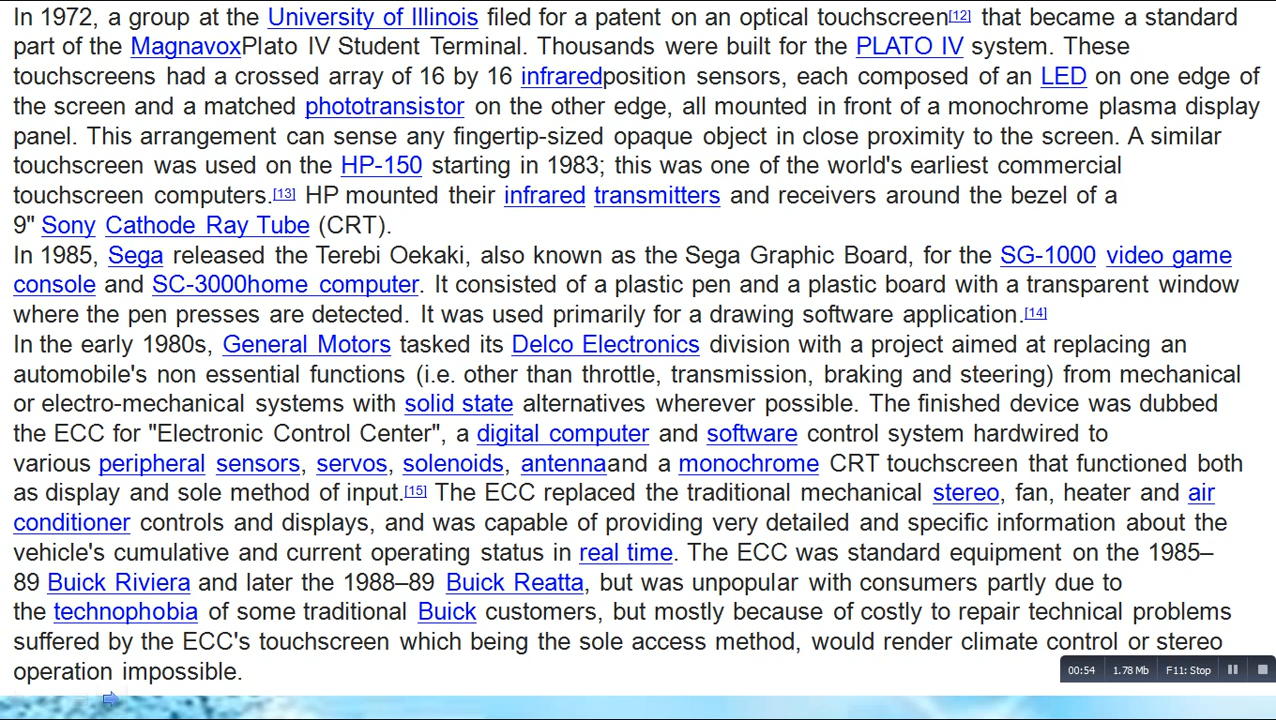 In 1972, a group at the University of Illinois filed for a patent on an optical touchscreen[12] that became a standard
part of the MagnavoxPlato IV Student Terminal. Thousands were built for the PLATO IV system. These
touchscreens had a crossed array of 16 by 16 infraredposition sensors, each composed of an LED on one edge of
the screen and a matched phototransistor on the other edge, all mounted in front of a monochrome plasma display
panel. This arrangement can sense any fingertip-sized opaque object in close proximity to the screen. A similar
touchscreen was used on the HP-150 starting in 1983; this was one of the world's earliest commercial
touchscreen computers.[13] HP mounted their infrared transmitters and receivers around the bezel of a
9" Sony Cathode Ray Tube (CRT).
In 1985, Sega released the Terebi Oekaki, also known as the Sega Graphic Board, for the SG-1000 video game
console and SC-3000home computer. It consisted of a plastic pen and a plastic board with a transparent window
where the pen presses are detected. It was used primarily for a drawing software application.[14]
In the early 1980s, General Motors tasked its Delco Electronics division with a project aimed at replacing an
automobile's non essential functions (i.e. other than throttle, transmission, braking and steering) from mechanical
or electro-mechanical systems with solid state alternatives wherever possible. The finished device was dubbed
the ECC for "Electronic Control Center", a digital computer and software control system hardwired to
various peripheral sensors, servos, solenoids, antennaand a monochrome CRT touchscreen that functioned both
as display and sole method of input.[15] The ECC replaced the traditional mechanical stereo, fan, heater and air
conditioner controls and displays, and was capable of providing very detailed and specific information about the
vehicle's cumulative and current operating status in real time. The ECC was standard equipment on the 1985–
89 Buick Riviera and later the 1988–89 Buick Reatta, but was unpopular with consumers partly due to
the technophobia of some traditional Buick customers, but mostly because of costly to repair technical problems
suffered by the ECC's touchscreen which being the sole access method, would render climate control or stereo
operation impossible.
00:54 1.78 Mb F11: Stop